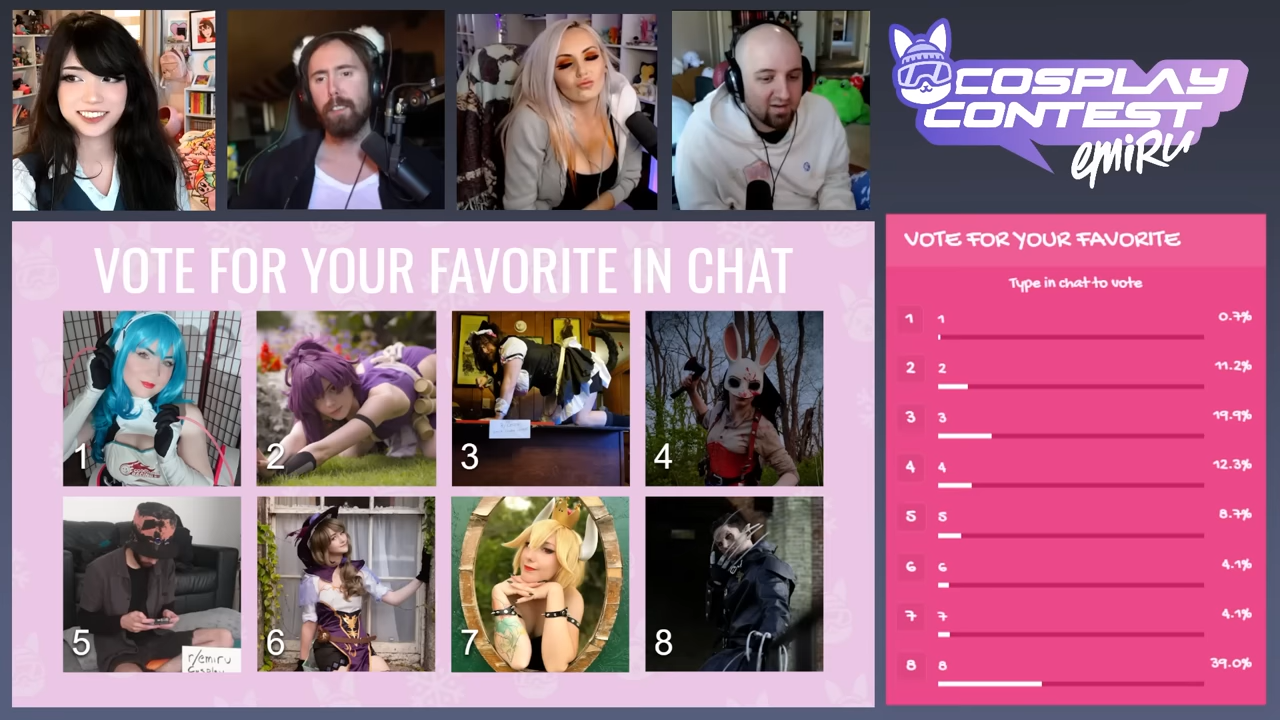 COSPLAY
CONTEST
emiru
VOTE FOR YOUR FAVORITE IN CHAT
1
2
3
4
5
r/emiru
Cosplay
6
7
8
VOTE FOR YOUR FAVORITE
Type in chat to vote
1 1 0.7%
2 2 11.2%
3 3 19.9%
4 4 12.3%
5 5 8.7%
6 6 4.1%
7 7 4.1%
8 8 39.0%